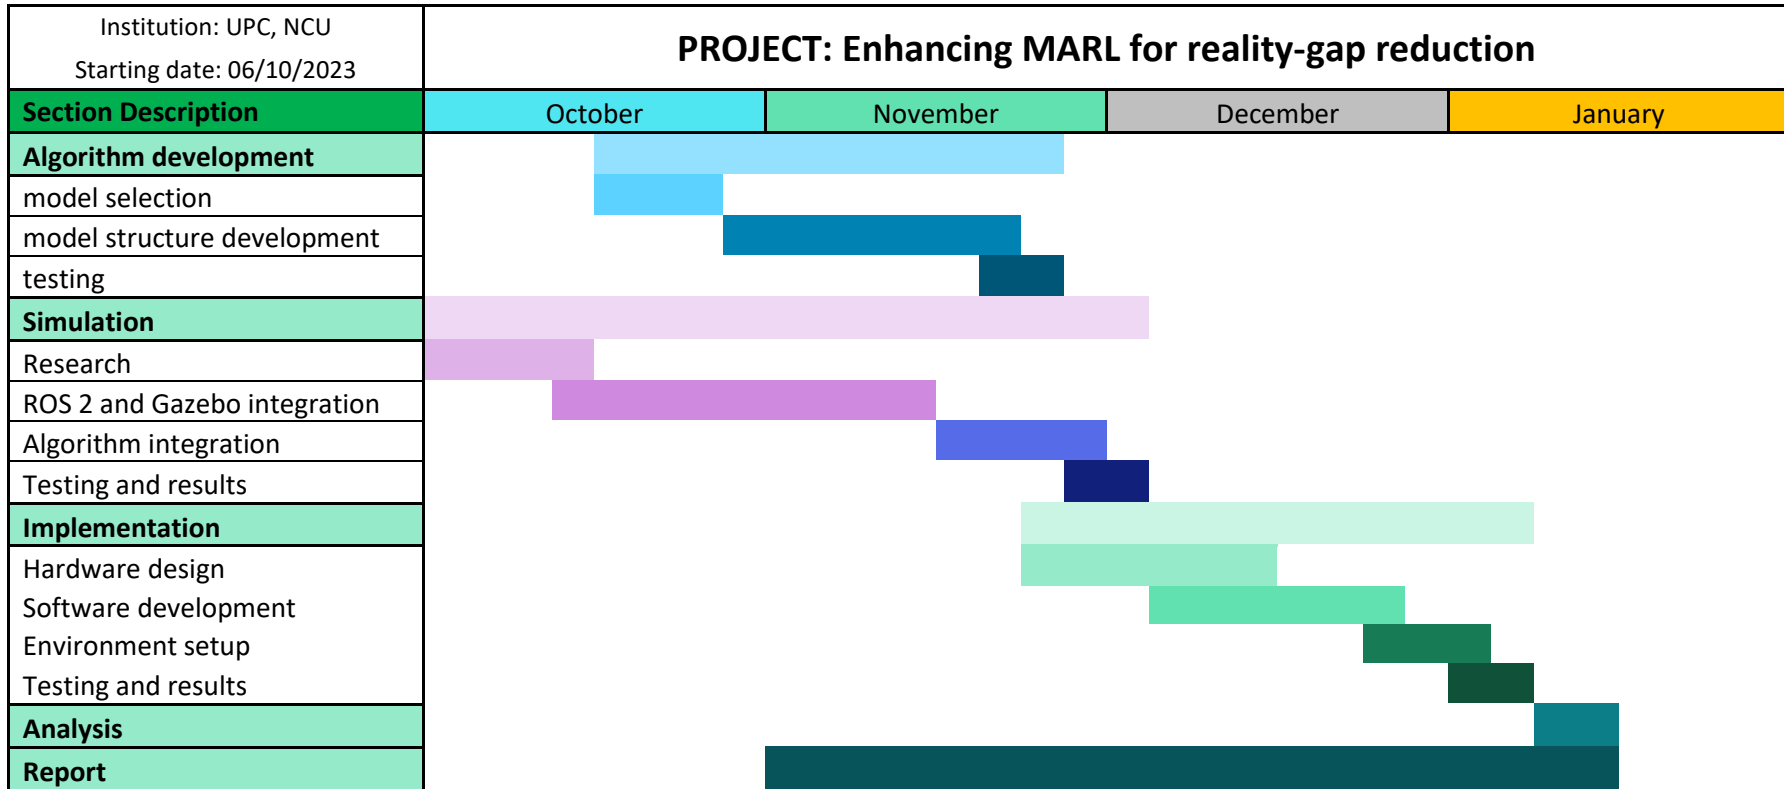 Institution: UPC, NCU
Starting date: 06/10/2023
PROJECT: Enhancing MARL for reality-gap reduction
Section Description
October
November
December
January
Algorithm development
model selection
model structure development
testing
Simulation
Research
ROS 2 and Gazebo integration
Algorithm integration
Testing and results
Implementation
Hardware design
Software development
Environment setup
Testing and results
Analysis
Report